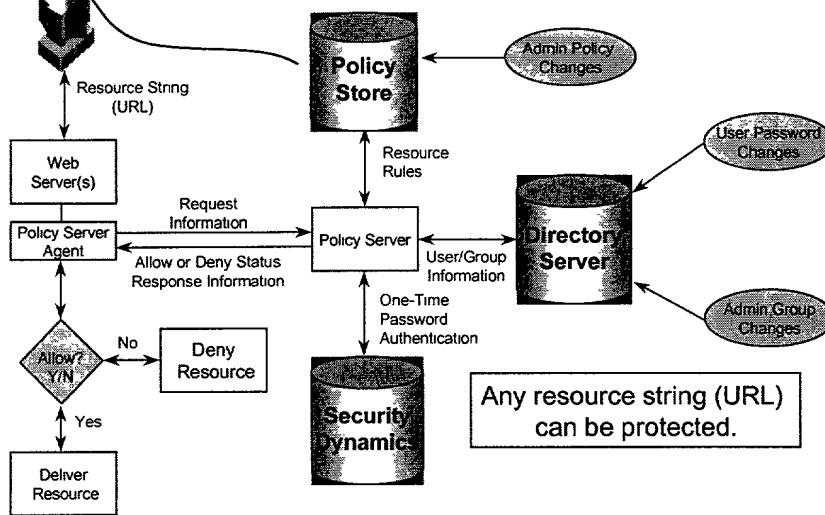 Policy
Store
Admin Policy
Changes
Resource String
(URL)
User Password
Changes
Web
Server(s)
Resource
Rules
Request
Information
Policy Server
Agent
Policy Server
Directory
Server
Allow or Deny Status
Response Information
User/Group
Information
One-Time
Password
Authentication
Admin Group
Changes
Allow?
Y/N
No
Deny
Resource
Yes
Security
Dynamics
Any resource string (URL)
can be protected.
Deliver
Resource